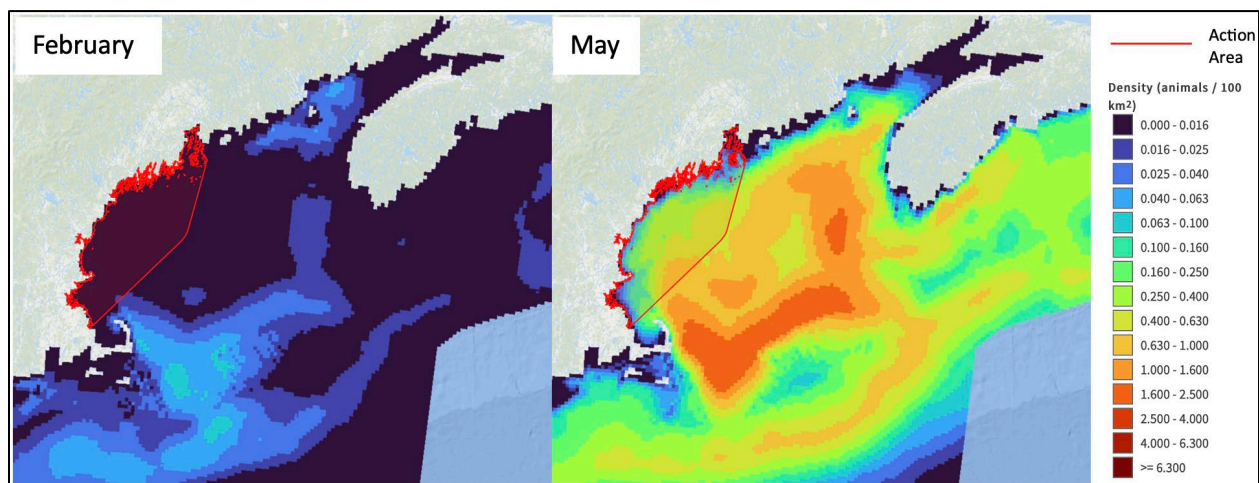 February
May
Action
Area
Density (animals / 100
km2)
0.000 - 0.016
0.016 - 0.025
0.025 - 0.040
0.040 - 0.063
0.063 - 0.100
0.100 - 0.160
0.160 - 0.250
0.250 - 0.400
0.400 - 0.630
0.630 - 1.000
1.000 - 1.600
1.600 - 2.500
2.500 - 4.000
4.000 - 6.300
>= 6.300